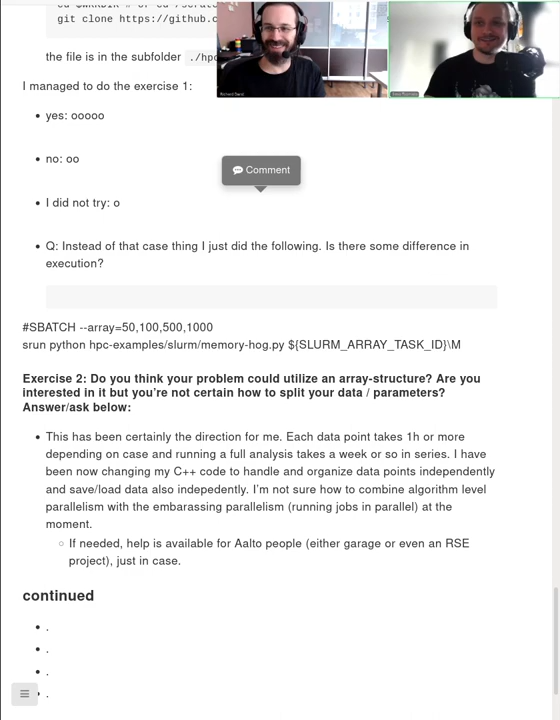 git clone https://github.c
the file is in the subfolder ./hpc
I managed to do the exercise 1:
• yes: ooooo
• no: oo
Comment
• I did not try: o
• Q: Instead of that case thing I just did the following. Is there some difference in
execution?
#SBATCH --array=50,100,500,1000
srun python hpc-examples/slurm/memory-hog.py ${SLURM_ARRAY_TASK_ID}\M
Exercise 2: Do you think your problem could utilize an array-structure? Are you
interested in it but you’re not certain how to split your data / parameters?
Answer/ask below:
• This has been certainly the direction for me. Each data point takes 1h or more
depending on case and running a full analysis takes a week or so in series. I have
been now changing my C++ code to handle and organize data points independently
and save/load data also indepedently. I’m not sure how to combine algorithm level
parallelism with the embarassing parallelism (running jobs in parallel) at the
moment.
○ If needed, help is available for Aalto people (either garage or even an RSE
project), just in case.
continued
• .
• .
• .
• .